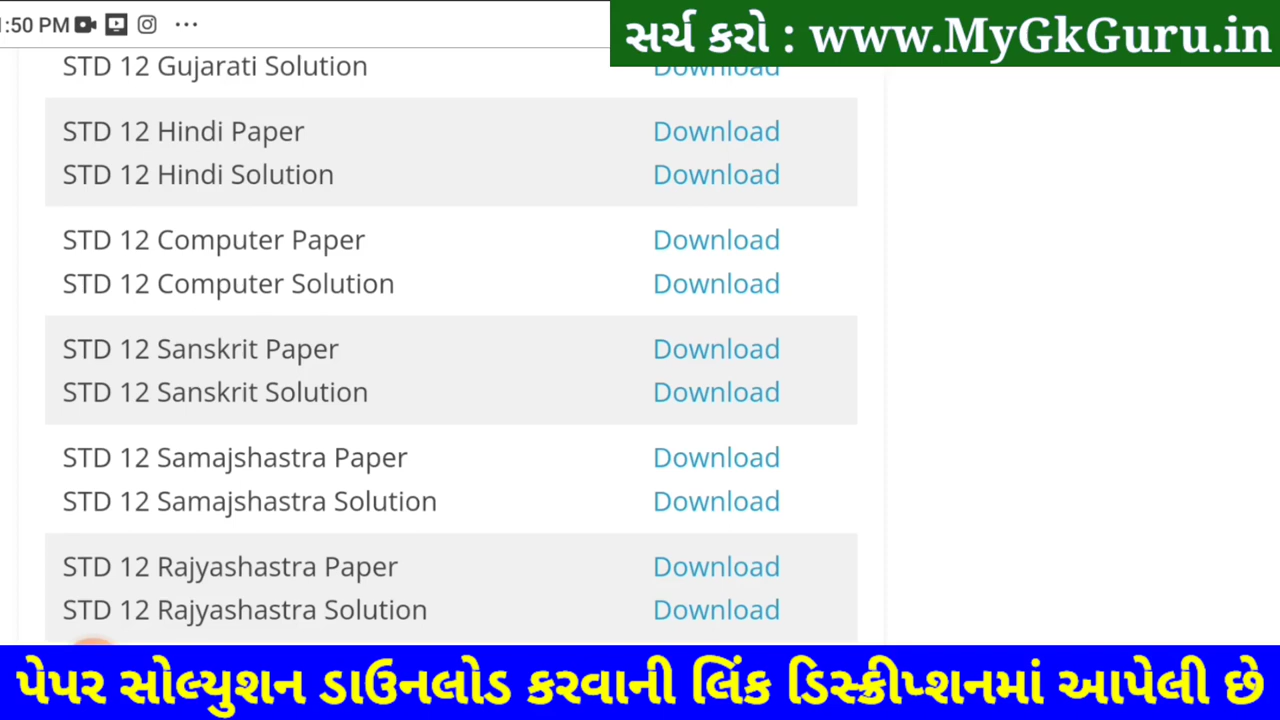 1:50 PM
સર્ચ કરો : www.MyGkGuru.in
STD 12 Gujarati Solution Download
STD 12 Hindi Paper Download
STD 12 Hindi Solution Download
STD 12 Computer Paper Download
STD 12 Computer Solution Download
STD 12 Sanskrit Paper Download
STD 12 Sanskrit Solution Download
STD 12 Samajshastra Paper Download
STD 12 Samajshastra Solution Download
STD 12 Rajyashastra Paper Download
STD 12 Rajyashastra Solution Download
પેપર સોલ્યુશન ડાઉનલોડ કરવાની લિંક ડિસ્ક્રીપ્શનમાં આપેલી છે